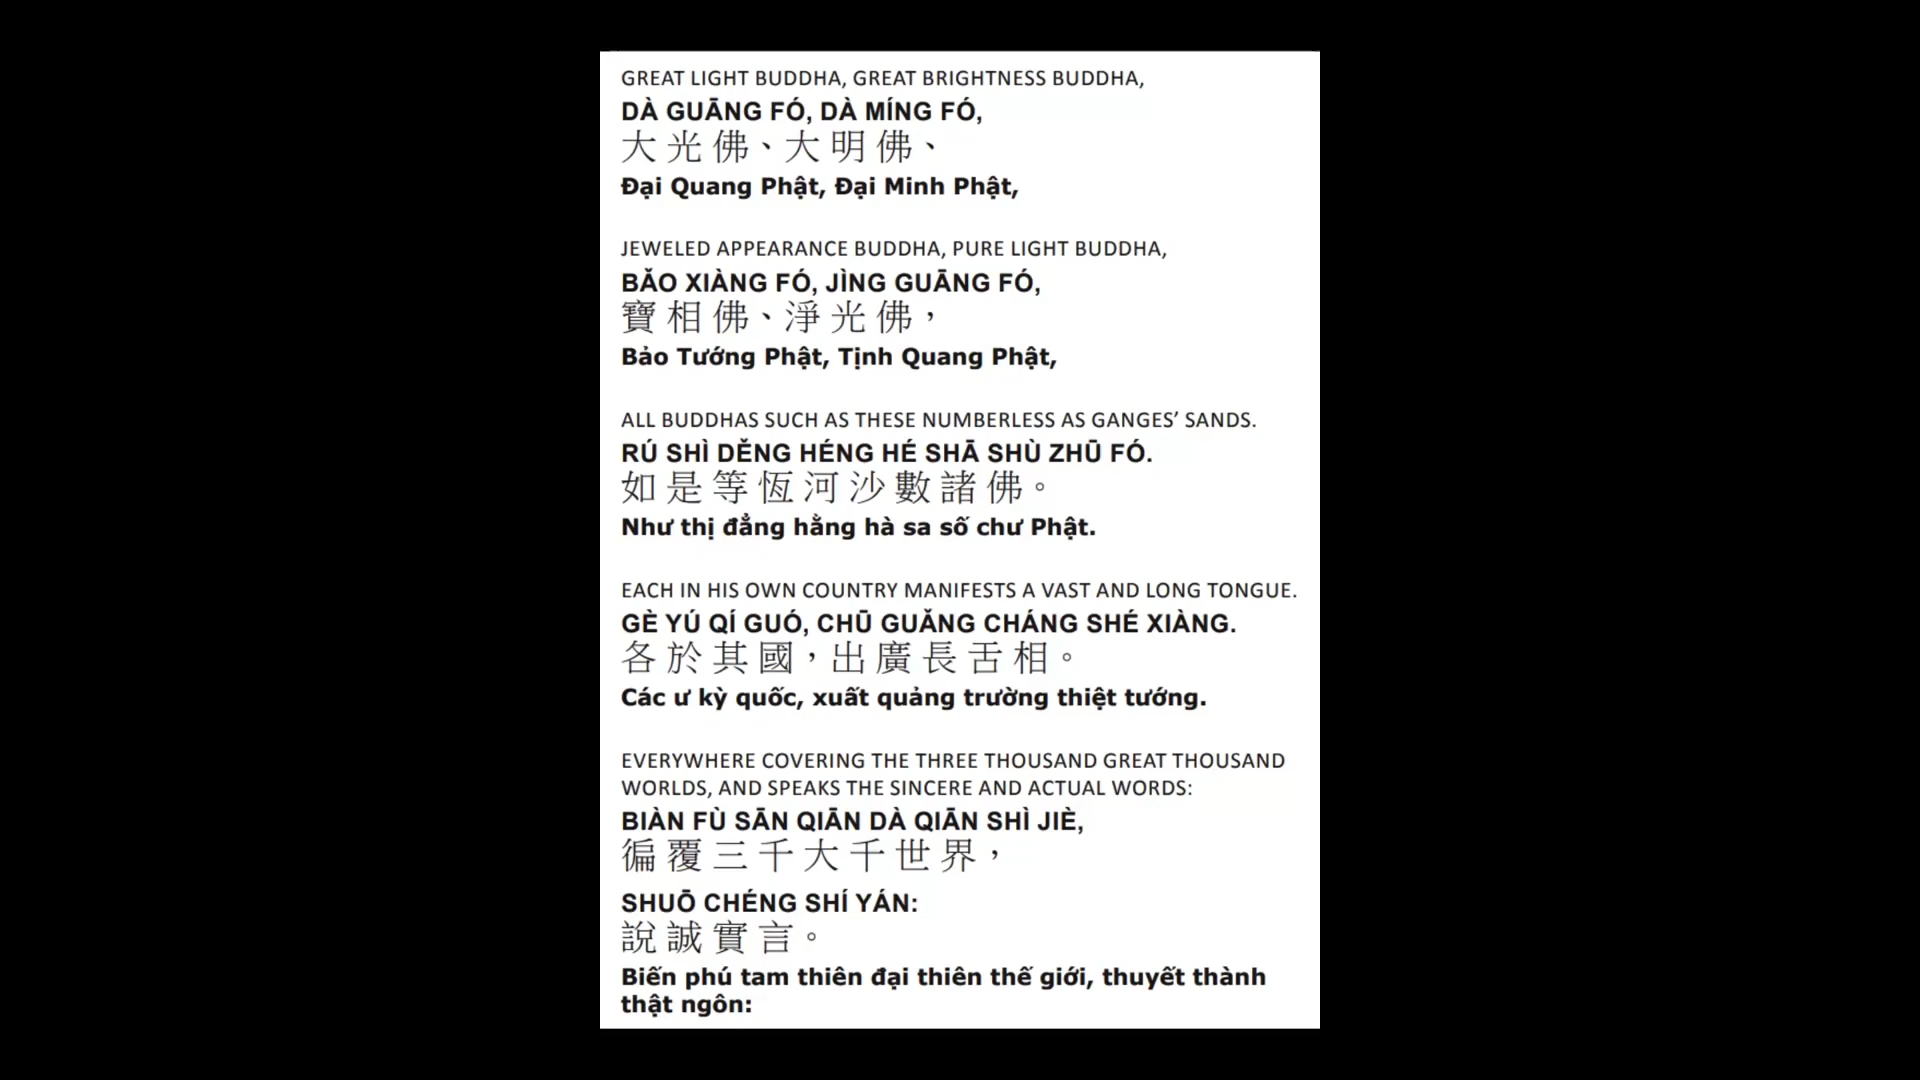 GREAT LIGHT BUDDHA, GREAT BRIGHTNESS BUDDHA,
DÀ GUĀNG FÓ, DÀ MÍNG FÓ,
大光佛、大明佛、
Đại Quang Phật, Đại Minh Phật,
JEWELED APPEARANCE BUDDHA, PURE LIGHT BUDDHA,
BǍO XIÀNG FÓ, JÌNG GUĀNG FÓ,
寶相佛、淨光佛，
Bảo Tướng Phật, Tịnh Quang Phật,
ALL BUDDHAS SUCH AS THESE NUMBERLESS AS GANGES’ SANDS.
RÚ SHÌ DĚNG HÉNG HÉ SHĀ SHÙ ZHŪ FÓ.
如是等恆河沙數諸佛。
Như thị đẳng hằng hà sa số chư Phật.
EACH IN HIS OWN COUNTRY MANIFESTS A VAST AND LONG TONGUE.
GÈ YÚ QÍ GUÓ, CHŪ GUǍNG CHÁNG SHÉ XIÀNG.
各於其國，出廣長舌相。
Các ư kỳ quốc, xuất quảng trường thiệt tướng.
EVERYWHERE COVERING THE THREE THOUSAND GREAT THOUSAND
WORLDS, AND SPEAKS THE SINCERE AND ACTUAL WORDS:
BIÀN FÙ SĀN QIĀN DÀ QIĀN SHÌ JIÈ,
徧覆三千大千世界，
SHUŌ CHÉNG SHÍ YÁN:
說誠實言。
Biến phú tam thiên đại thiên thế giới, thuyết thành
thật ngôn: